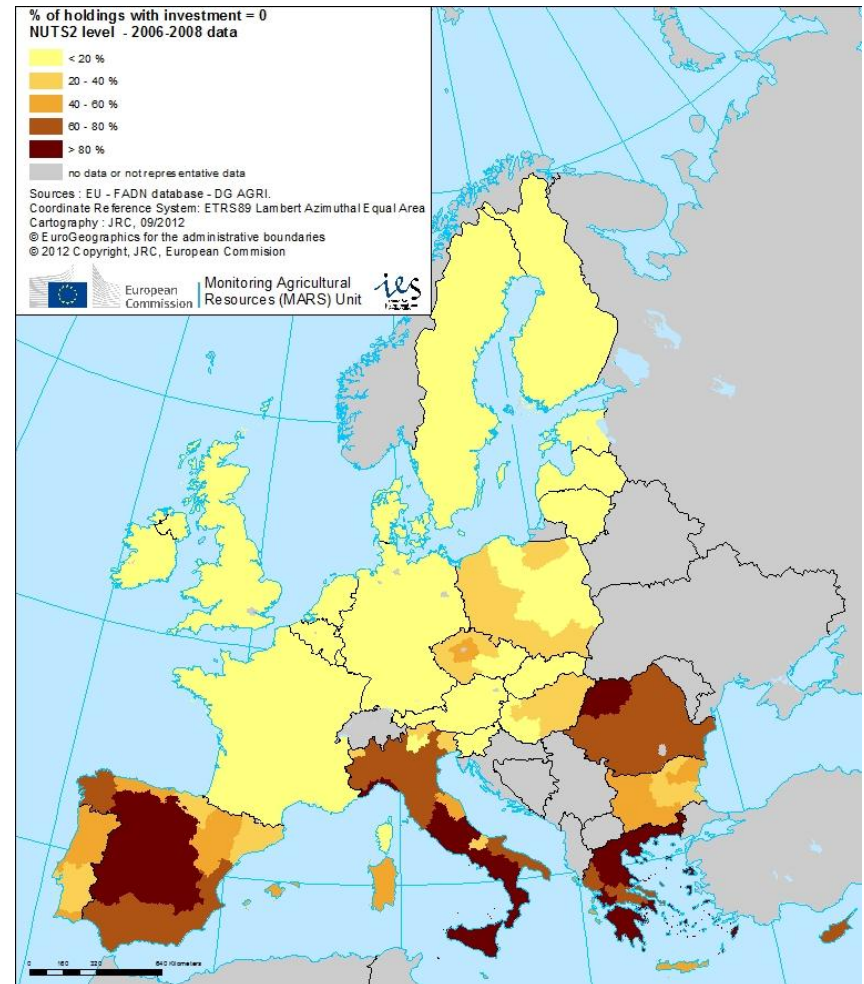 % of holdings with investment = 0
NUTS2 level - 2006-2008 data
< 20 %
20 - 40 %
40 - 60 %
60 - 80 %
> 80 %
no data or not representative data
Sources : EU - FADN database - DG AGRI.
Coordinate Reference System: ETRS89 Lambert Azimuthal Equal Area
Cartography : JRC, 09/2012
© EuroGeographics for the administrative boundaries
© 2012 Copyright, JRC, European Commision
European
Commission
Monitoring Agricultural
Resources (MARS) Unit
ies
0 160 320 640 Kilometers